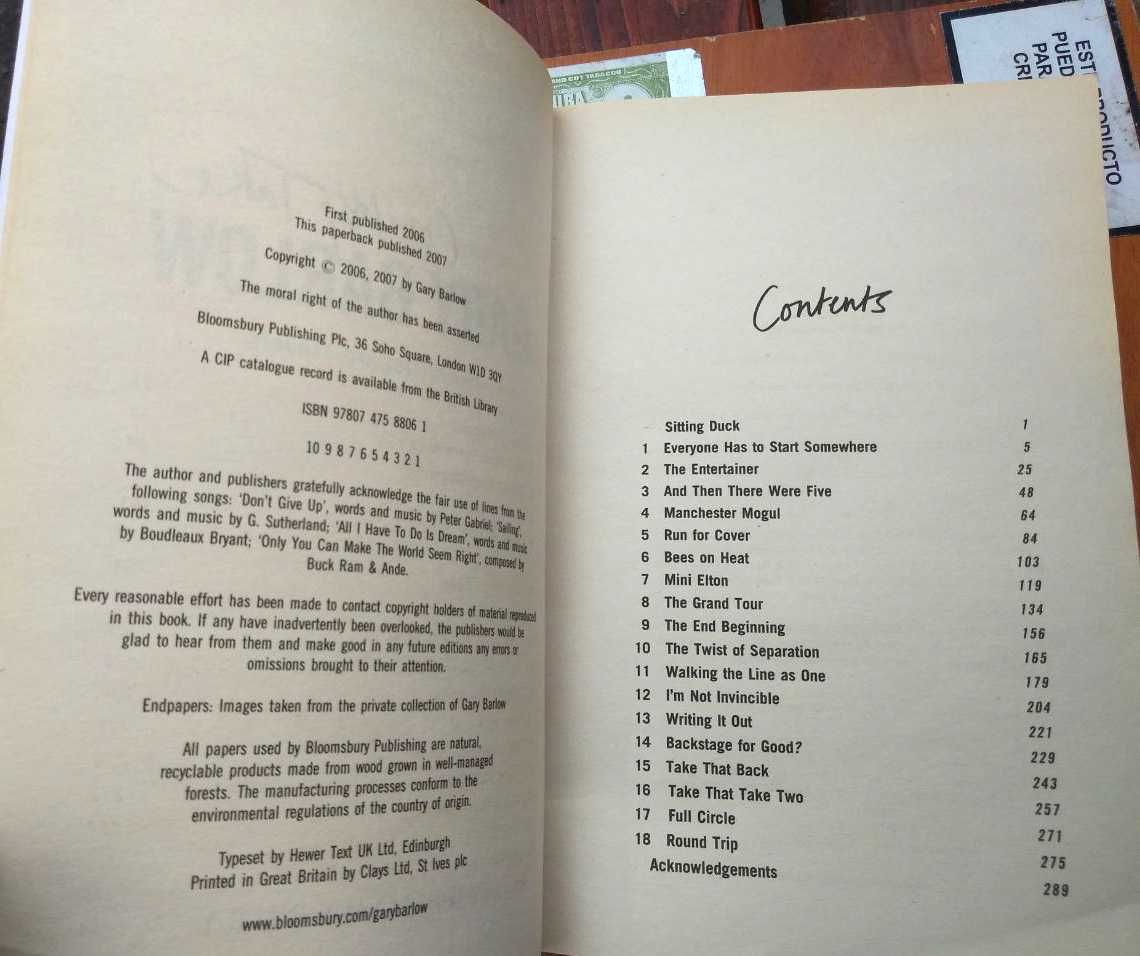 First published 2006
This paperback published 2007
Copyright © 2006, 2007 by Gary Barlow
The moral right of the author has been asserted
Bloomsbury Publishing Plc, 36 Soho Square, London W1D 3QY
A CIP catalogue record is available from the British Library
ISBN 97807 475 8806 1
10 9 8 7 6 5 4 3 2 1
The author and publishers gratefully acknowledge the fair use of lines from the
following songs: ‘Don't Give Up’, words and music by Peter Gabriel; ‘Sailing’,
words and music by G. Sutherland; ‘All I Have To Do Is Dream’, words and music
by Boudleaux Bryant; ‘Only You Can Make The World Seem Right’, composed by
Buck Ram & Ande.
Every reasonable effort has been made to contact copyright holders of material reproduced
in this book. If any have inadvertently been overlooked, the publishers would be
glad to hear from them and make good in any future editions any errors or
omissions brought to their attention.
Endpapers: Images taken from the private collection of Gary Barlow
All papers used by Bloomsbury Publishing are natural,
recyclable products made from wood grown in well-managed
forests. The manufacturing processes conform to the
environmental regulations of the country of origin.
Typeset by Hewer Text UK Ltd, Edinburgh
Printed in Great Britain by Clays Ltd, St Ives plc
www.bloomsbury.com/garybarlow
Contents
Sitting Duck 1
1 Everyone Has to Start Somewhere 5
2 The Entertainer 25
3 And Then There Were Five 48
4 Manchester Mogul 64
5 Run for Cover 84
6 Bees on Heat 103
7 Mini Elton 119
8 The Grand Tour 134
9 The End Beginning 156
10 The Twist of Separation 165
11 Walking the Line as One 179
12 I'm Not Invincible 204
13 Writing It Out 221
14 Backstage for Good? 229
15 Take That Back 243
16 Take That Take Two 257
17 Full Circle 271
18 Round Trip 275
Acknowledgements 289
EST PRODUCTO
PUED
PAR
CRI